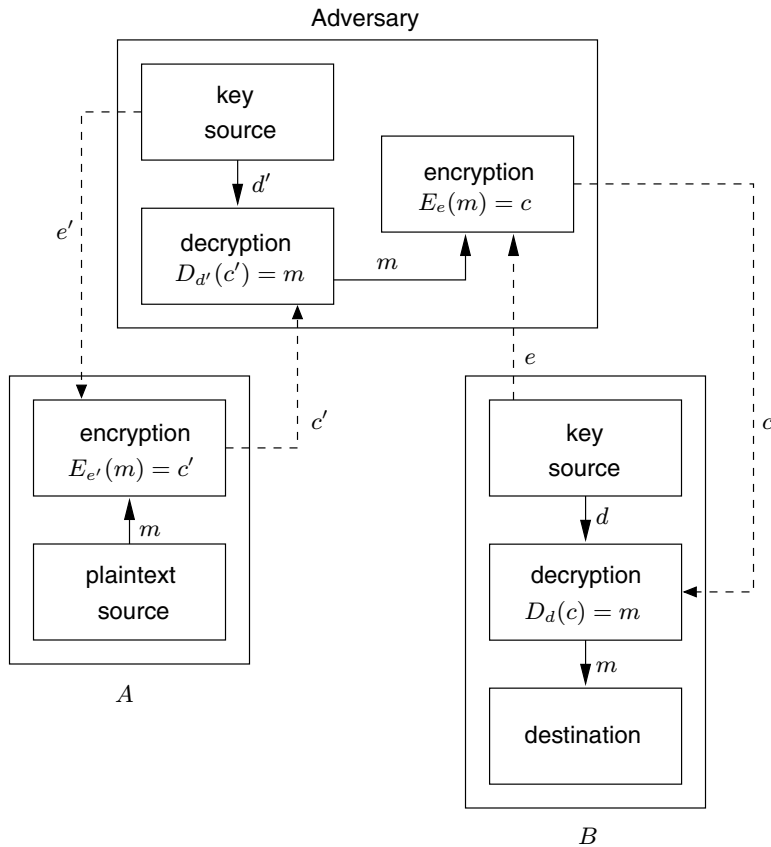 Adversary
key
source
d′
encryption
E_e(m) = c
e′
decryption
D_{d′}(c′) = m
m
e
c′
c
encryption
E_{e′}(m) = c′
m
plaintext
source
A
key
source
d
decryption
D_d(c) = m
m
destination
B